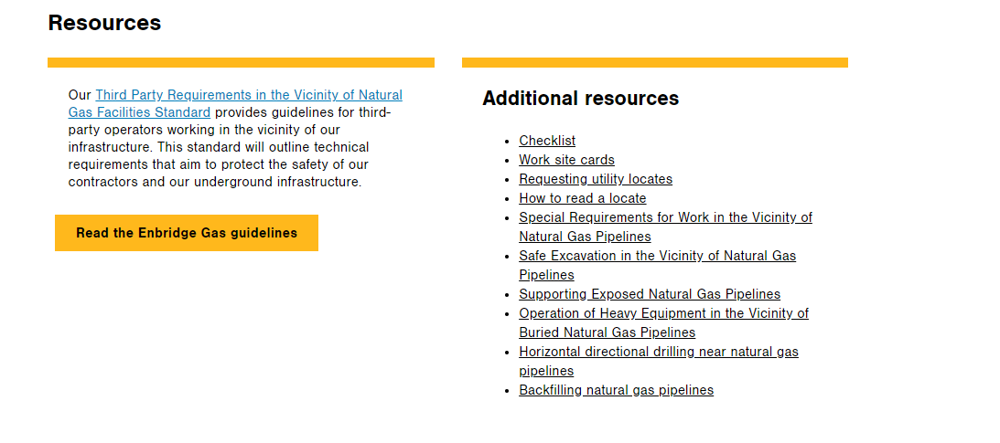 Resources
Our Third Party Requirements in the Vicinity of Natural
Gas Facilities Standard provides guidelines for third-
party operators working in the vicinity of our
infrastructure. This standard will outline technical
requirements that aim to protect the safety of our
contractors and our underground infrastructure.
Read the Enbridge Gas guidelines
Additional resources
• Checklist
• Work site cards
• Requesting utility locates
• How to read a locate
• Special Requirements for Work in the Vicinity of
Natural Gas Pipelines
• Safe Excavation in the Vicinity of Natural Gas
Pipelines
• Supporting Exposed Natural Gas Pipelines
• Operation of Heavy Equipment in the Vicinity of
Buried Natural Gas Pipelines
• Horizontal directional drilling near natural gas
pipelines
• Backfilling natural gas pipelines